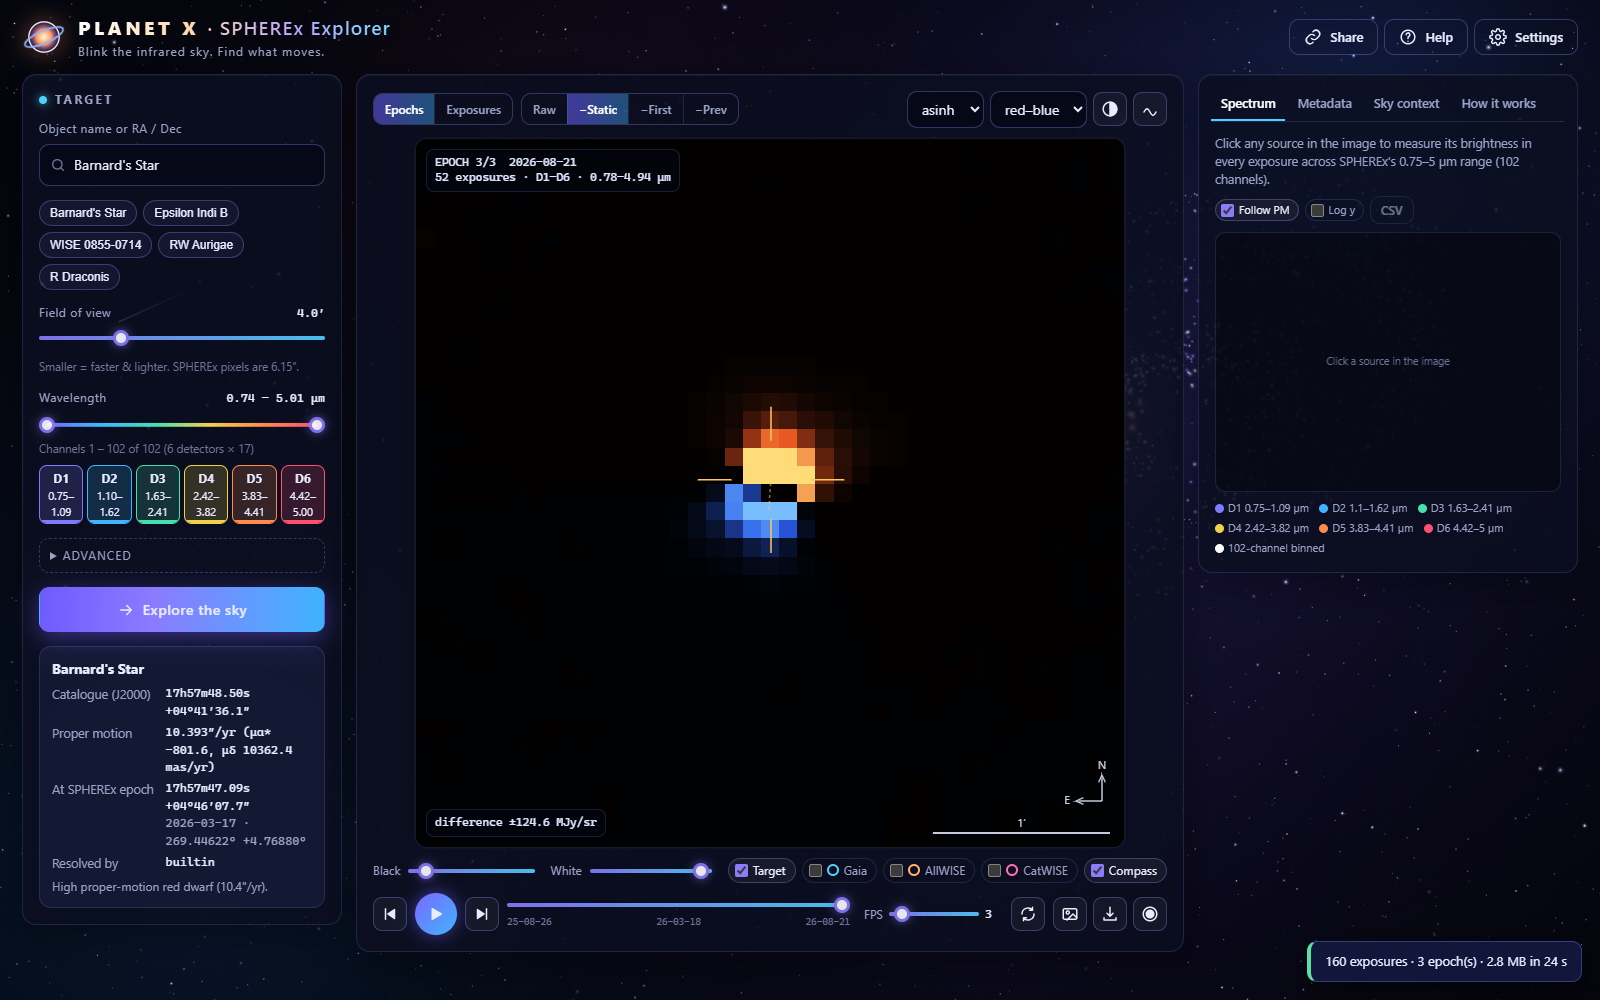 PLANET X · SPHEREx Explorer
Blink the infrared sky. Find what moves.
Share
Help
Settings
TARGET
Object name or RA / Dec
Barnard's Star
Barnard's Star
Epsilon Indi B
WISE 0855-0714
RW Aurigae
R Draconis
Field of view
4.0′
Smaller = faster & lighter. SPHEREx pixels are 6.15″.
Wavelength
0.74 – 5.01 µm
Channels 1 – 102 of 102 (6 detectors × 17)
D1
0.75–
1.09
D2
1.10–
1.62
D3
1.63–
2.41
D4
2.42–
3.82
D5
3.83–
4.41
D6
4.42–
5.00
▶ ADVANCED
→ Explore the sky
Barnard's Star
Catalogue (J2000)
17h57m48.50s
+04°41′36.1″
Proper motion
10.393″/yr (µα*
−801.6, µδ 10362.4
mas/yr)
At SPHEREx epoch
17h57m47.09s
+04°46′07.7″
2026-03-17 ·
269.44622° +4.76880°
Resolved by
builtin
High proper-motion red dwarf (10.4″/yr).
Epochs
Exposures
Raw
−Static
−First
−Prev
asinh
red–blue
EPOCH 3/3 2026-08-21
52 exposures · D1–D6 · 0.78–4.94 µm
N
E
1′
difference ±124.6 MJy/sr
Black
White
Target
Gaia
AllWISE
CatWISE
Compass
25-08-26
26-03-18
26-08-21
FPS
3
Spectrum
Metadata
Sky context
How it works
Click any source in the image to measure its brightness in
every exposure across SPHEREx's 0.75–5 µm range (102
channels).
Follow PM
Log y
CSV
Click a source in the image
D1 0.75–1.09 µm
D2 1.1–1.62 µm
D3 1.63–2.41 µm
D4 2.42–3.82 µm
D5 3.83–4.41 µm
D6 4.42–5 µm
102-channel binned
160 exposures · 3 epoch(s) · 2.8 MB in 24 s